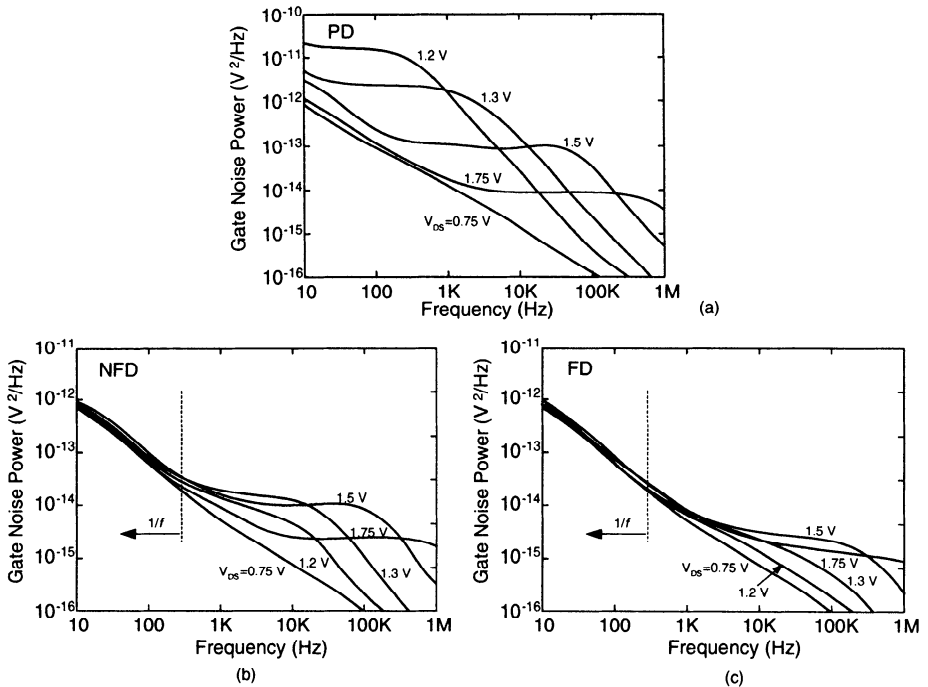 PD
Gate Noise Power (V²/Hz)
10⁻¹⁰
10⁻¹¹
10⁻¹²
10⁻¹³
10⁻¹⁴
10⁻¹⁵
10⁻¹⁶
1.2 V
1.3 V
1.5 V
1.75 V
V_DS=0.75 V
10 100 1K 10K 100K 1M
Frequency (Hz)
(a)
NFD
Gate Noise Power (V²/Hz)
10⁻¹¹
10⁻¹²
10⁻¹³
10⁻¹⁴
10⁻¹⁵
10⁻¹⁶
1/f
1.5 V
1.75 V
V_DS=0.75 V
1.2 V
1.3 V
10 100 1K 10K 100K 1M
Frequency (Hz)
(b)
FD
Gate Noise Power (V²/Hz)
10⁻¹¹
10⁻¹²
10⁻¹³
10⁻¹⁴
10⁻¹⁵
10⁻¹⁶
1/f
1.5 V
1.75 V
V_DS=0.75 V
1.3 V
1.2 V
10 100 1K 10K 100K 1M
Frequency (Hz)
(c)